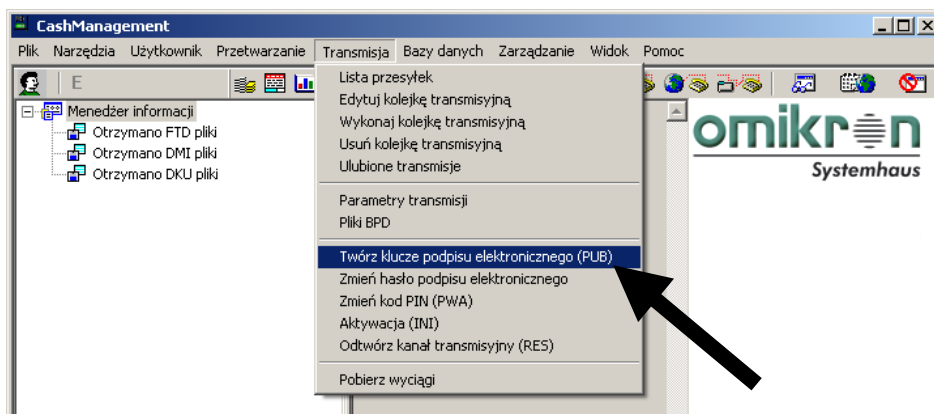 CashManagement
Plik Narzędzia Użytkownik Przetwarzanie Transmisja Bazy danych Zarządzanie Widok Pomoc
E
Menedżer informacji
Otrzymano FTD pliki
Otrzymano DMI pliki
Otrzymano DKU pliki
Lista przesyłek
Edytuj kolejkę transmisyjną
Wykonaj kolejkę transmisyjną
Usuń kolejkę transmisyjną
Ulubione transmisje
Parametry transmisji
Pliki BPD
Twórz klucze podpisu elektronicznego (PUB)
Zmień hasło podpisu elektronicznego
Zmień kod PIN (PWA)
Aktywacja (INI)
Odtwórz kanał transmisyjny (RES)
Pobierz wyciągi
omikron
Systemhaus